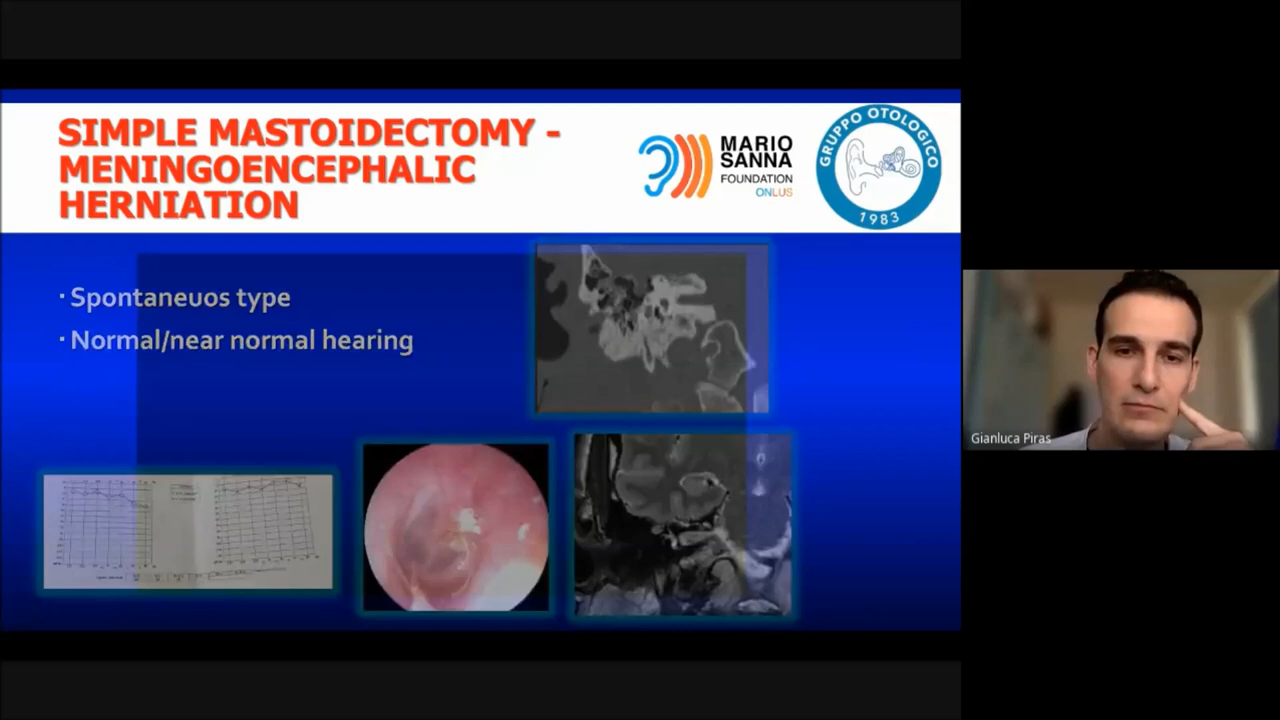 SIMPLE MASTOIDECTOMY -
MENINGOENCEPHALIC
HERNIATION
MARIO
SANNA
FOUNDATION
ONLUS
GRUPPO OTOLOGICO
1983
· Spontaneuos type
· Normal/near normal hearing
Gianluca Piras